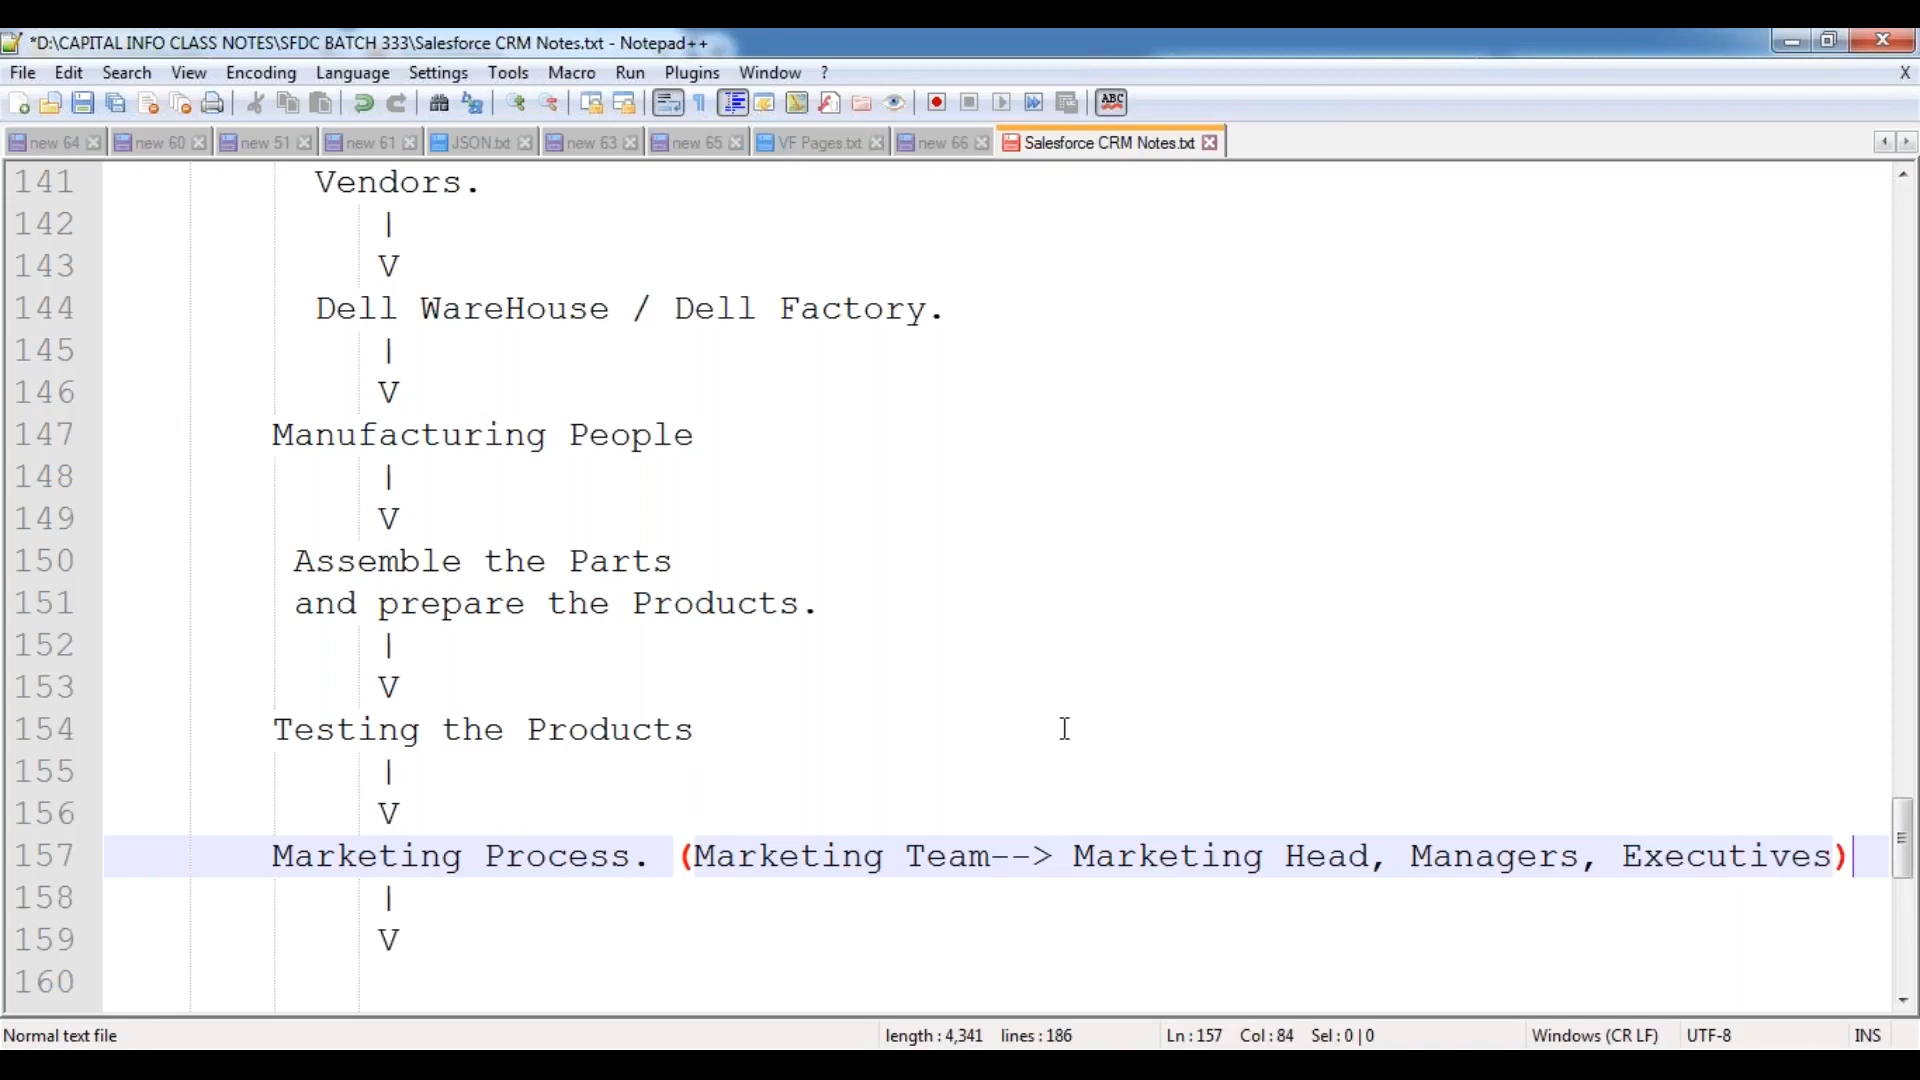 *D:\CAPITAL INFO CLASS NOTES\SFDC BATCH 333\Salesforce CRM Notes.txt - Notepad++
File Edit Search View Encoding Language Settings Tools Macro Run Plugins Window ? X
ABC
new 64 new 60 new 51 new 61 JSON.txt new 63 new 65 VF Pages.txt new 66 Salesforce CRM Notes.txt
141 Vendors.
142 |
143 V
144 Dell WareHouse / Dell Factory.
145 |
146 V
147 Manufacturing People
148 |
149 V
150 Assemble the Parts
151 and prepare the Products.
152 |
153 V
154 Testing the Products
155 |
156 V
157 Marketing Process. (Marketing Team--> Marketing Head, Managers, Executives)
158 |
159 V
160
Normal text file length : 4,341 lines : 186 Ln : 157 Col : 84 Sel : 0 | 0 Windows (CR LF) UTF-8 INS